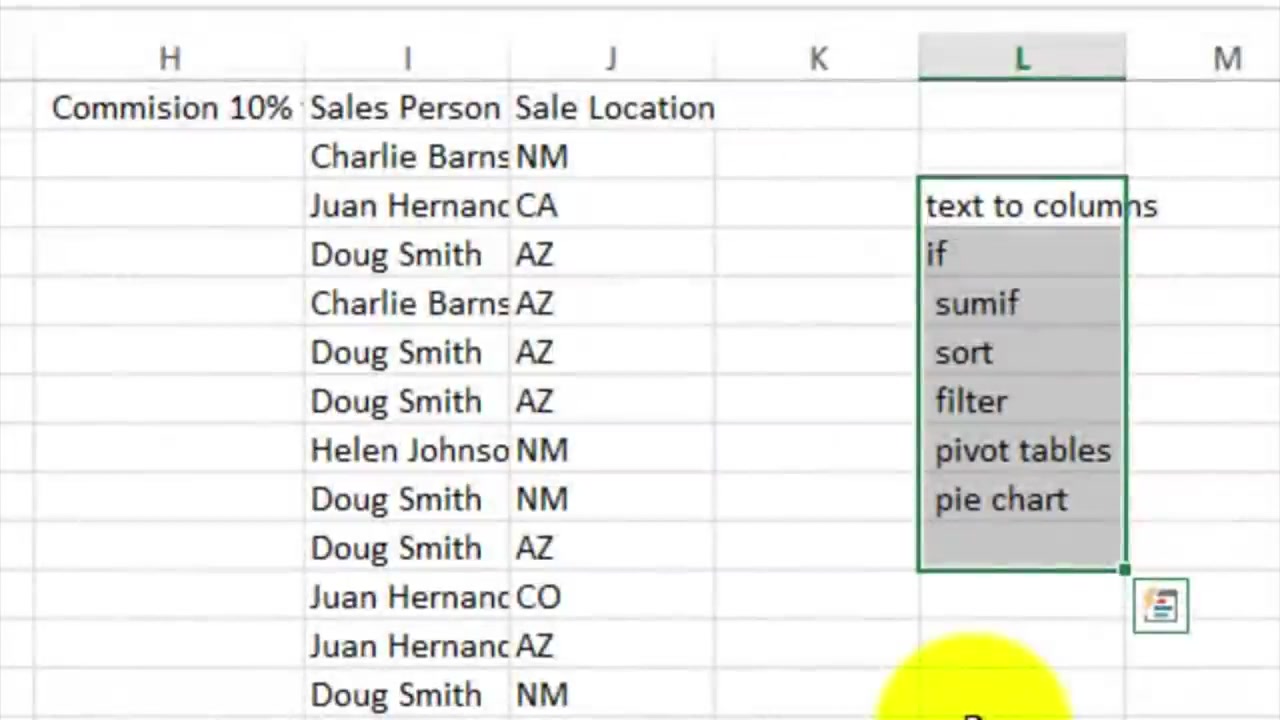 H I J K L M
Commision 10% Sales Person Sale Location
Charlie Barns NM
Juan Hernanc CA text to columns
Doug Smith AZ if
Charlie Barns AZ sumif
Doug Smith AZ sort
Doug Smith AZ filter
Helen Johnso NM pivot tables
Doug Smith NM pie chart
Doug Smith AZ
Juan Hernanc CO
Juan Hernanc AZ
Doug Smith NM